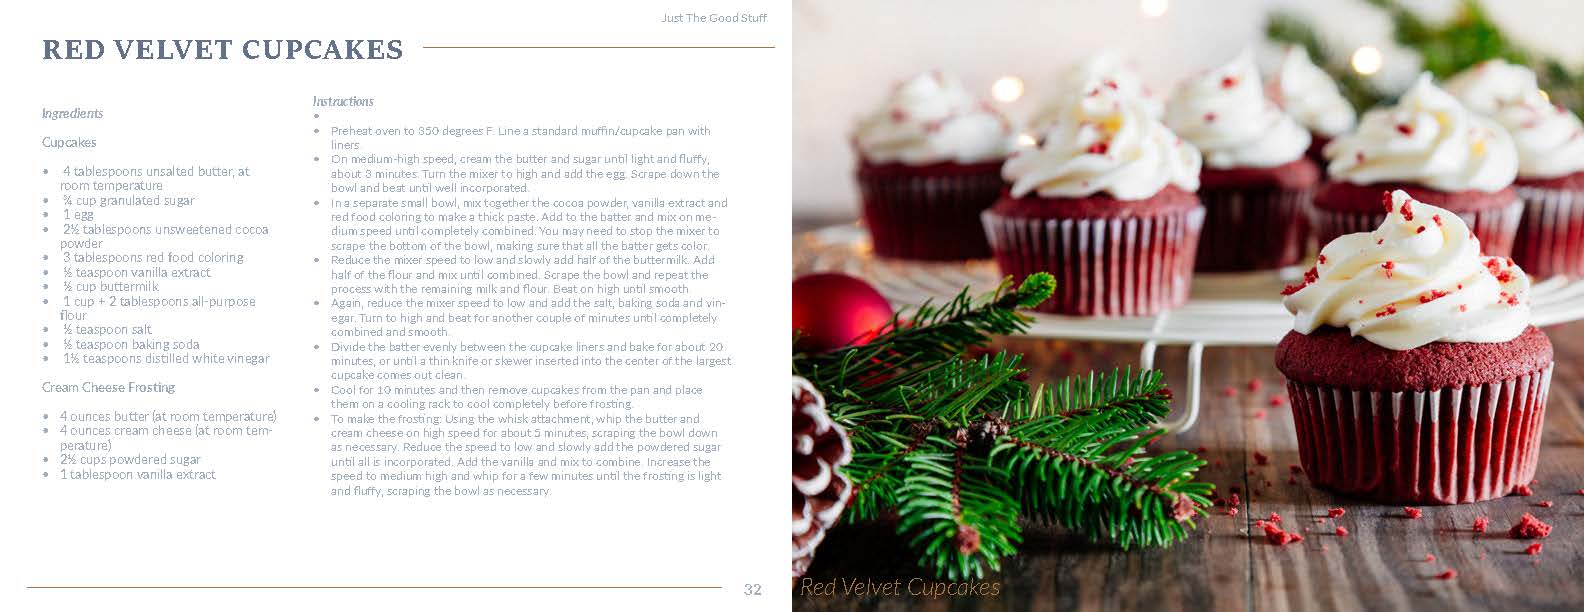 Just The Good Stuff
RED VELVET CUPCAKES
Ingredients
Cupcakes
• 4 tablespoons unsalted butter, at
room temperature
• ¾ cup granulated sugar
• 1 egg
• 2½ tablespoons unsweetened cocoa
powder
• 3 tablespoons red food coloring
• ½ teaspoon vanilla extract
• ½ cup buttermilk
• 1 cup + 2 tablespoons all-purpose
flour
• ½ teaspoon salt
• ½ teaspoon baking soda
• 1½ teaspoons distilled white vinegar
Cream Cheese Frosting
• 4 ounces butter (at room temperature)
• 4 ounces cream cheese (at room tem-
perature)
• 2½ cups powdered sugar
• 1 tablespoon vanilla extract
Instructions
•
• Preheat oven to 350 degrees F. Line a standard muffin/cupcake pan with
liners.
• On medium-high speed, cream the butter and sugar until light and fluffy,
about 3 minutes. Turn the mixer to high and add the egg. Scrape down the
bowl and beat until well incorporated.
• In a separate small bowl, mix together the cocoa powder, vanilla extract and
red food coloring to make a thick paste. Add to the batter and mix on me-
dium speed until completely combined. You may need to stop the mixer to
scrape the bottom of the bowl, making sure that all the batter gets color.
• Reduce the mixer speed to low and slowly add half of the buttermilk. Add
half of the flour and mix until combined. Scrape the bowl and repeat the
process with the remaining milk and flour. Beat on high until smooth.
• Again, reduce the mixer speed to low and add the salt, baking soda and vin-
egar. Turn to high and beat for another couple of minutes until completely
combined and smooth.
• Divide the batter evenly between the cupcake liners and bake for about 20
minutes, or until a thin knife or skewer inserted into the center of the largest
cupcake comes out clean.
• Cool for 10 minutes and then remove cupcakes from the pan and place
them on a cooling rack to cool completely before frosting.
• To make the frosting: Using the whisk attachment, whip the butter and
cream cheese on high speed for about 5 minutes, scraping the bowl down
as necessary. Reduce the speed to low and slowly add the powdered sugar
until all is incorporated. Add the vanilla and mix to combine. Increase the
speed to medium high and whip for a few minutes until the frosting is light
and fluffy, scraping the bowl as necessary
32
Red Velvet Cupcakes